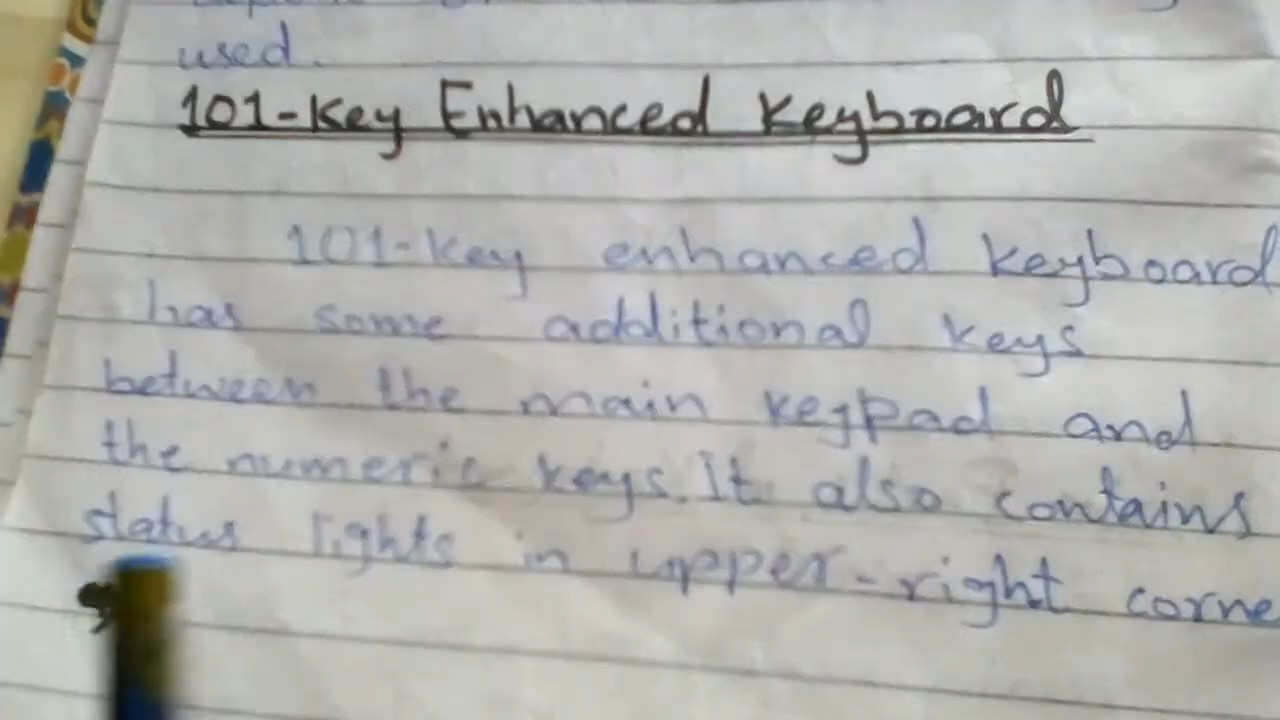 used.
101-Key Enhanced Keyboard
101-Key enhanced keyboard
has some additional keys
between the main keypad and
the numeric keys. It also contains
status lights in upper-right corne